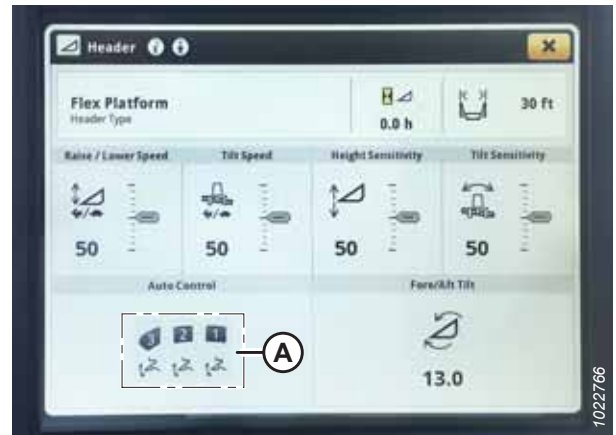 Header
Flex Platform
Header Type
0.0 h
30 ft
Raise / Lower Speed
Tilt Speed
Height Sensitivity
Tilt Sensitivity
50
50
50
50
Auto Control
Fore/Aft Tilt
3 2 1
A
13.0
1022766